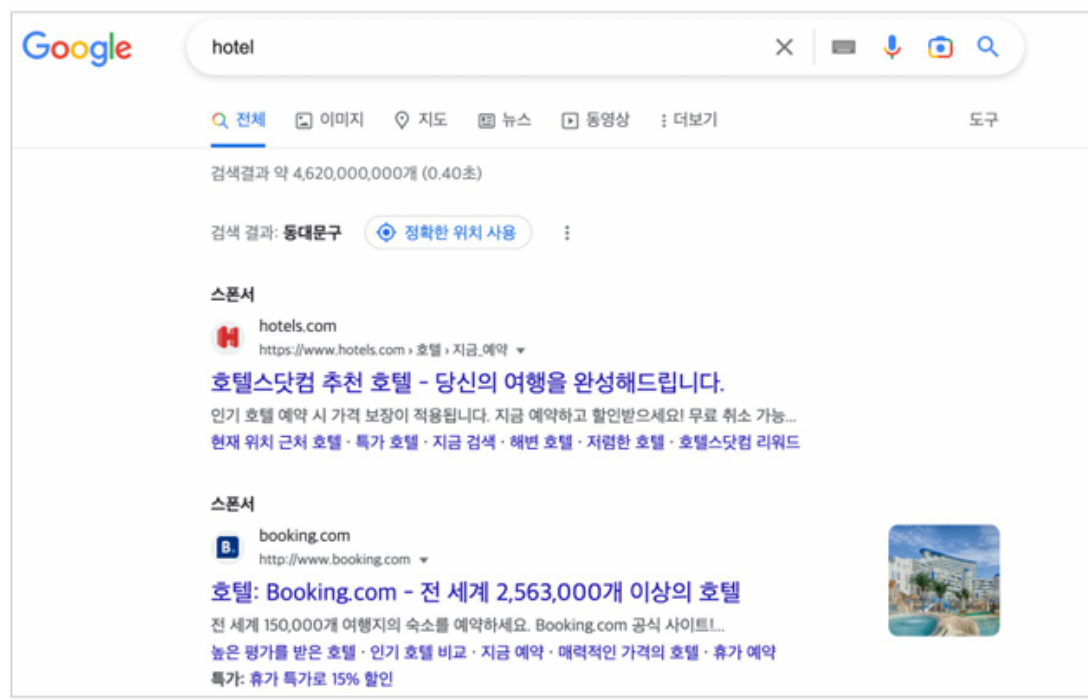 Google
hotel
전체 이미지 지도 뉴스 동영상 더보기 도구
검색결과 약 4,620,000,000개 (0.40초)
검색 결과: 동대문구 정확한 위치 사용
스폰서
H
hotels.com
https://www.hotels.com › 호텔 › 지금_예약
호텔스닷컴 추천 호텔 - 당신의 여행을 완성해드립니다.
인기 호텔 예약 시 가격 보장이 적용됩니다. 지금 예약하고 할인받으세요! 무료 취소 가능...
현재 위치 근처 호텔 · 특가 호텔 · 지금 검색 · 해변 호텔 · 저렴한 호텔 · 호텔스닷컴 리워드
스폰서
B.
booking.com
http://www.booking.com
호텔: Booking.com - 전 세계 2,563,000개 이상의 호텔
전 세계 150,000개 여행지의 숙소를 예약하세요. Booking.com 공식 사이트!...
높은 평가를 받은 호텔 · 인기 호텔 비교 · 지금 예약 · 매력적인 가격의 호텔 · 휴가 예약
특가: 휴가 특가로 15% 할인